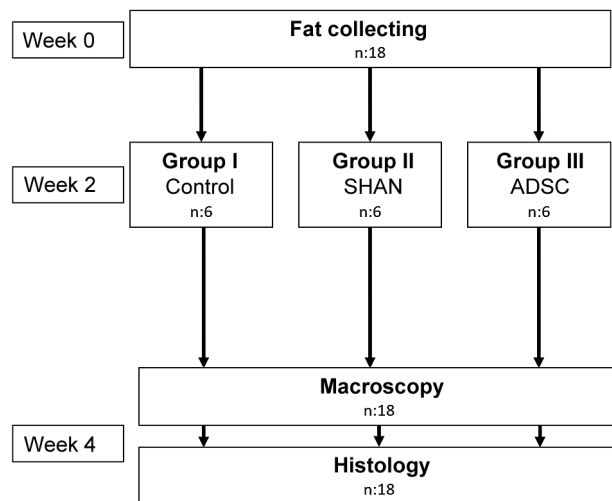 Week 0
Fat collecting
n:18
Week 2
Group I
Control
n:6
Group II
SHAN
n:6
Group III
ADSC
n:6
Macroscopy
n:18
Week 4
Histology
n:18